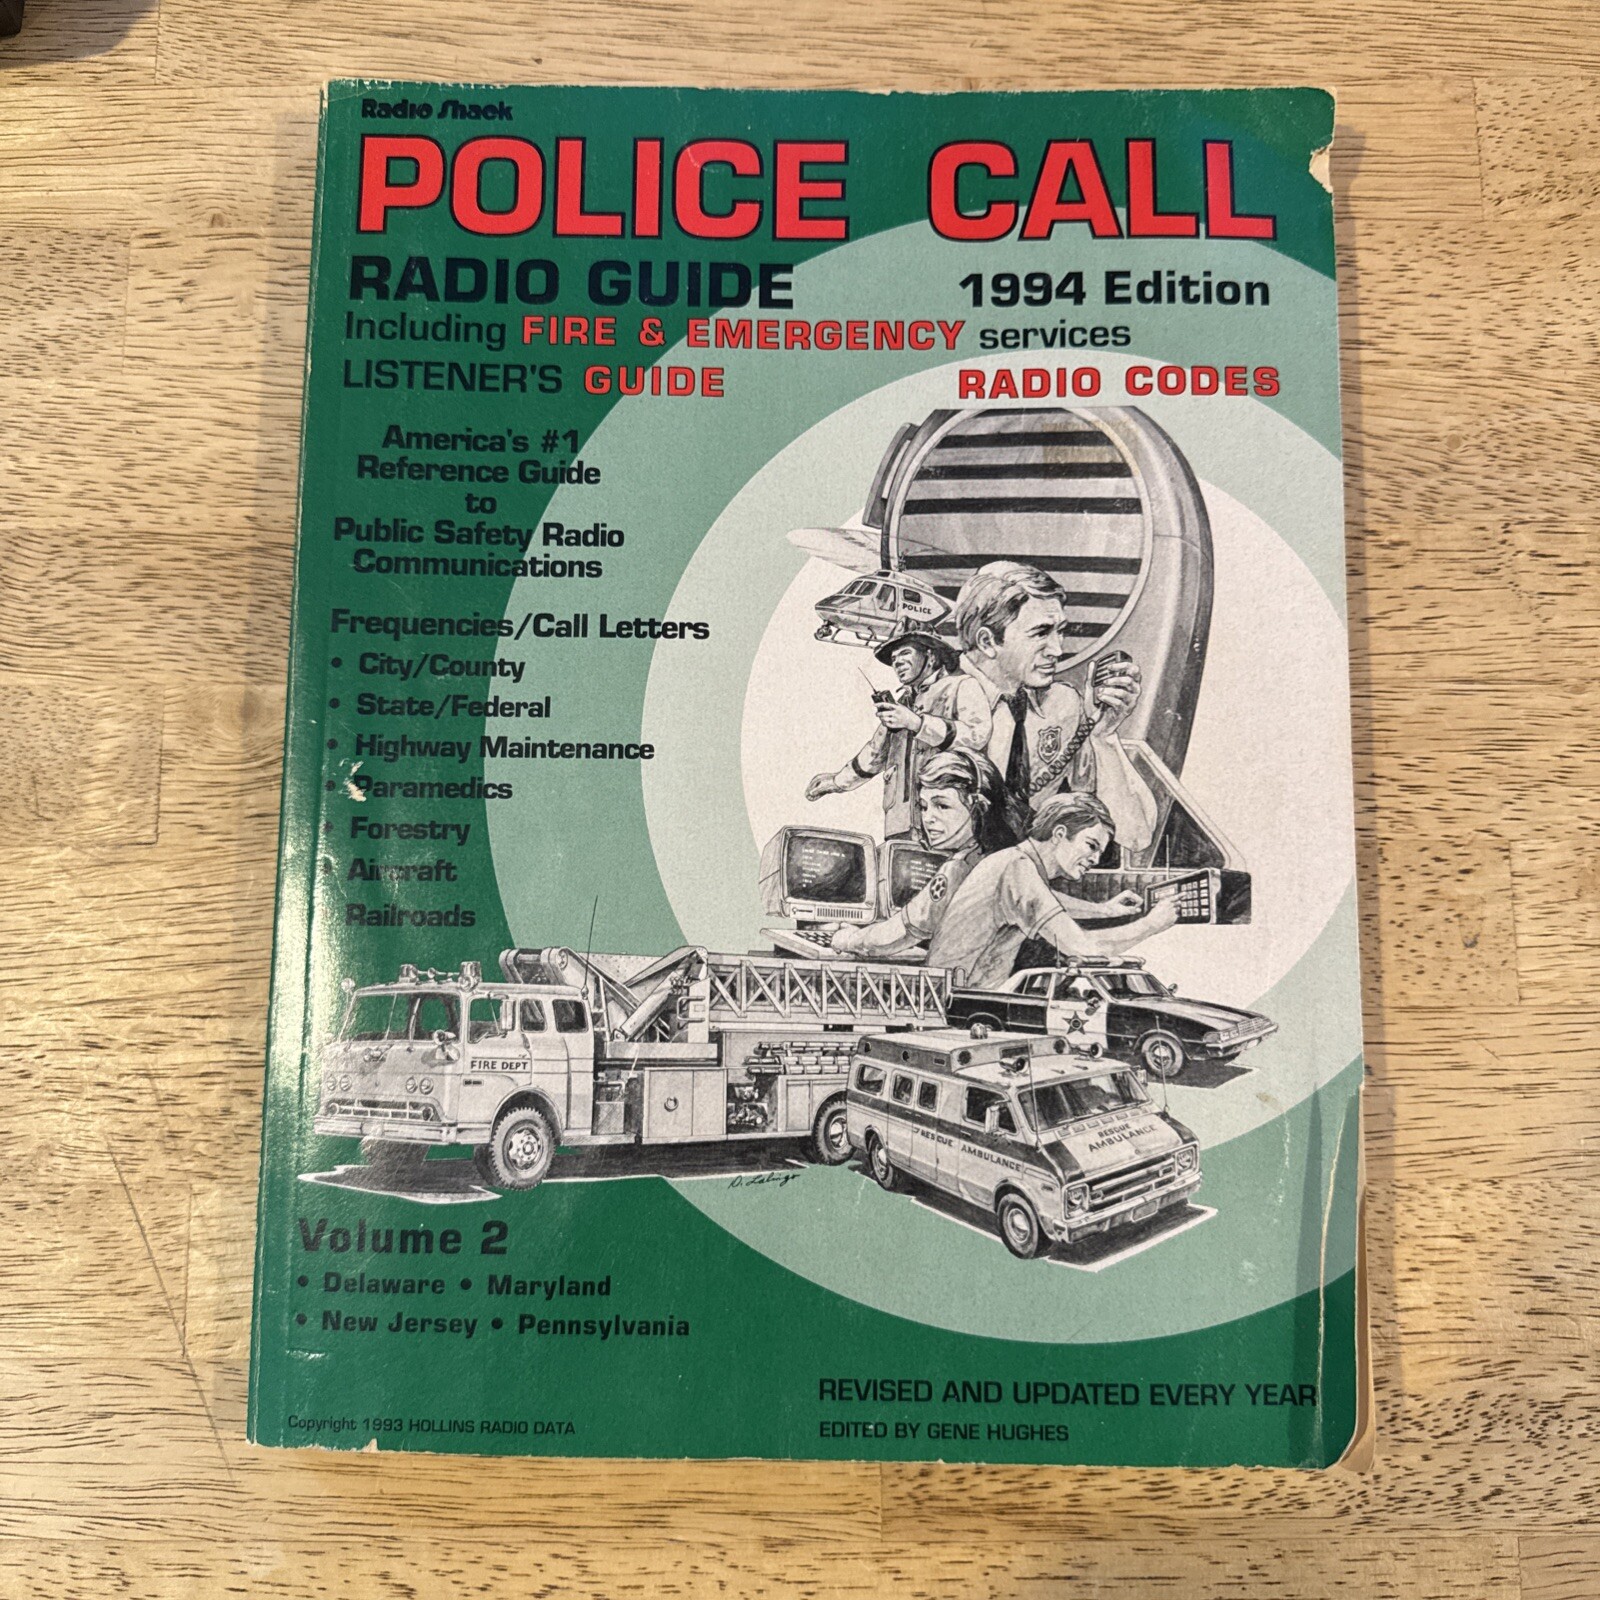 Radio Shack
POLICE CALL
RADIO GUIDE 1994 Edition
Including FIRE & EMERGENCY services
LISTENER'S GUIDE RADIO CODES
America's #1
Reference Guide
to
Public Safety Radio
Communications
Frequencies/Call Letters
• City/County
• State/Federal
• Highway Maintenance
• Paramedics
• Forestry
• Aircraft
• Railroads
POLICE
FIRE DEPT
RESCUE AMBULANCE
RESCUE
AMBULANCE
Volume 2
• Delaware • Maryland
• New Jersey • Pennsylvania
REVISED AND UPDATED EVERY YEAR
Copyright 1993 HOLLINS RADIO DATA
EDITED BY GENE HUGHES